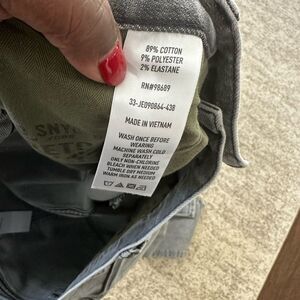 89% COTTON
9% POLYESTER
2% ELASTANE
RN#98689
33-JE090864-438
MADE IN VIETNAM
WASH ONCE BEFORE
WEARING
MACHINE WASH COLD
SEPARATELY
ONLY NON-CLORINE
BLEACH WHEN NEEDED
TUMBLE DRY MEDIUM
WARM IRON AS NEEDED